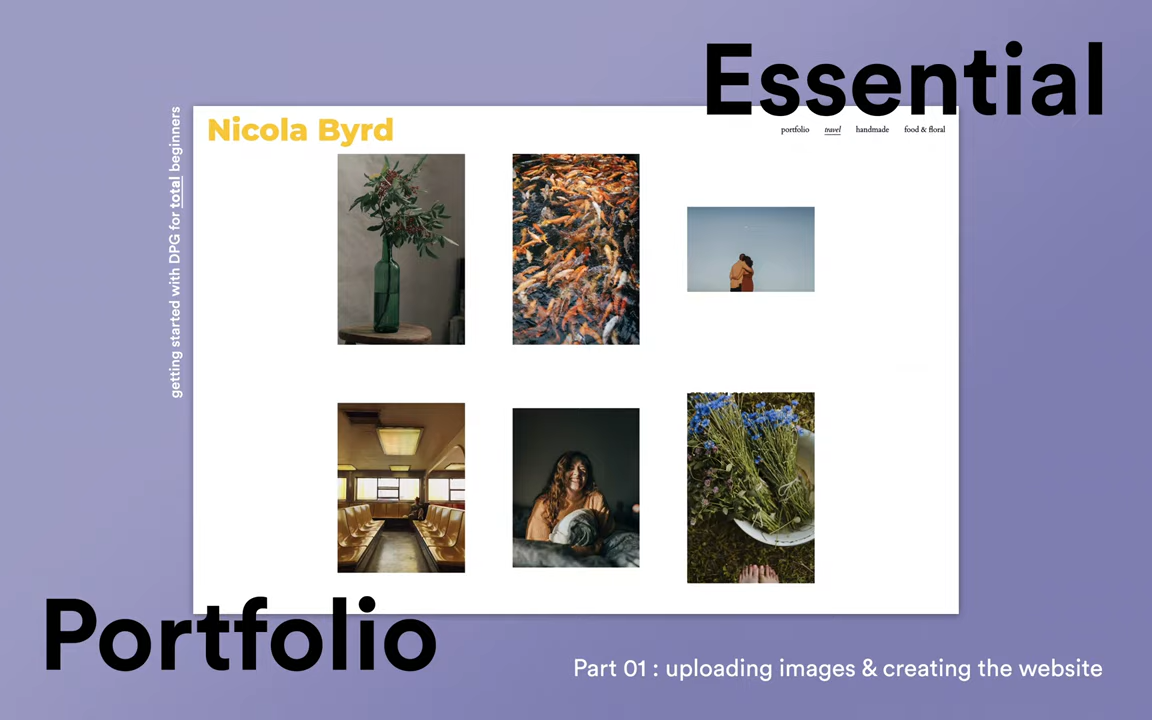 Essential
getting started with DPG for total beginners
Nicola Byrd
portfolio travel handmade food & floral
Portfolio
Part 01 : uploading images & creating the website